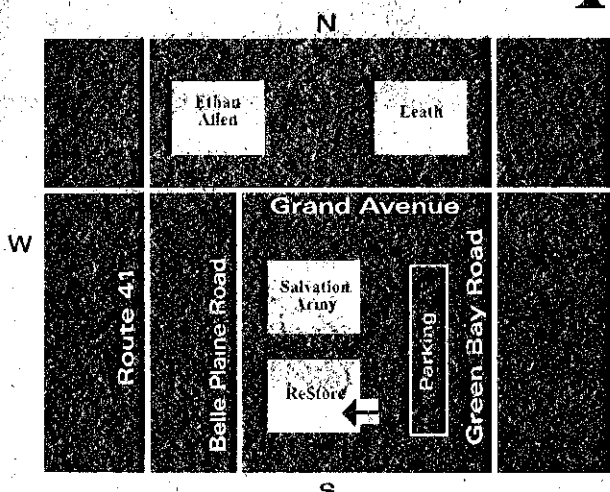 N
Ethan
Allen
Leath
Grand Avenue
W
Route 41
Belle Plaine Road
Salvation
Army
ReStore
Parking
Green Bay Road
S